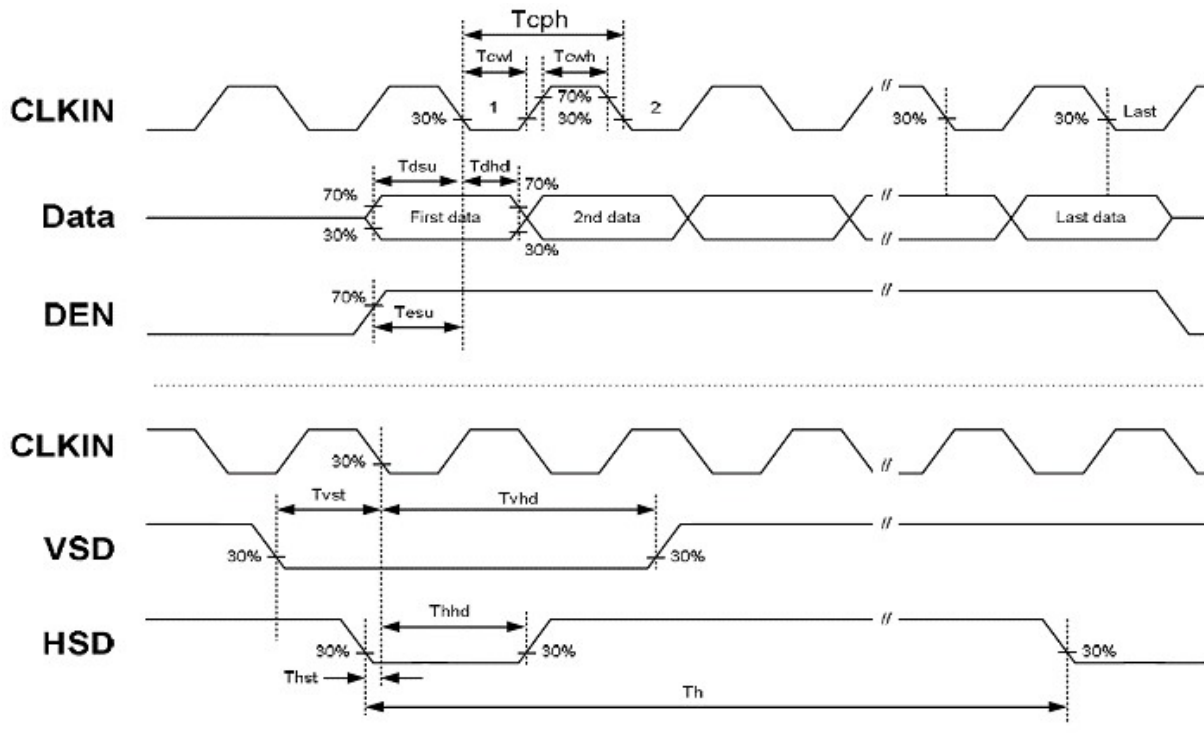 Tcph
Tcwl Tcwh
CLKIN 30% 1 70% 30% 2 // 30% 30% Last
Tdsu Tdhd
70% 70%
Data First data 2nd data // // Last data
30% 30%
DEN 70% //
Tesu
CLKIN 30% //
Tvst Tvhd
VSD 30% 30% //
Thhd
HSD 30% 30% // 30%
Thst
Th